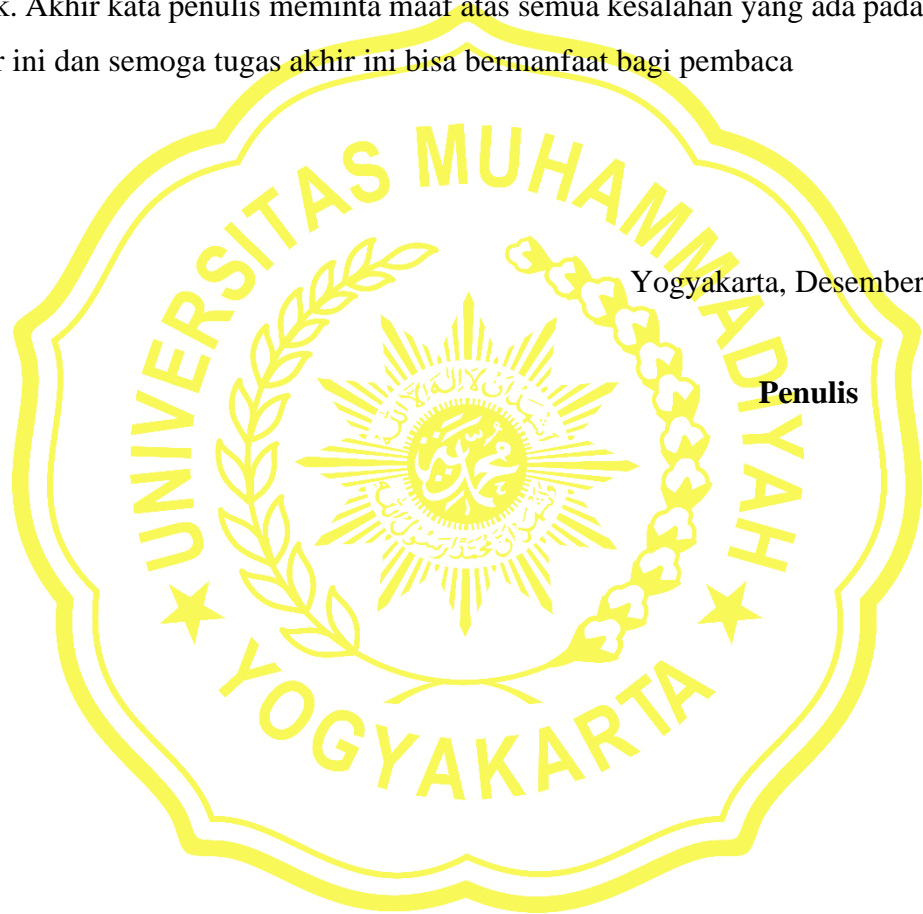 k. Akhir kata penulis meminta maaf atas semua kesalahan yang ada pada
r ini dan semoga tugas akhir ini bisa bermanfaat bagi pembaca
UNIVERSITAS MUHAMMADIYAH
Yogyakarta, Desember
Penulis
YOGYAKARTA